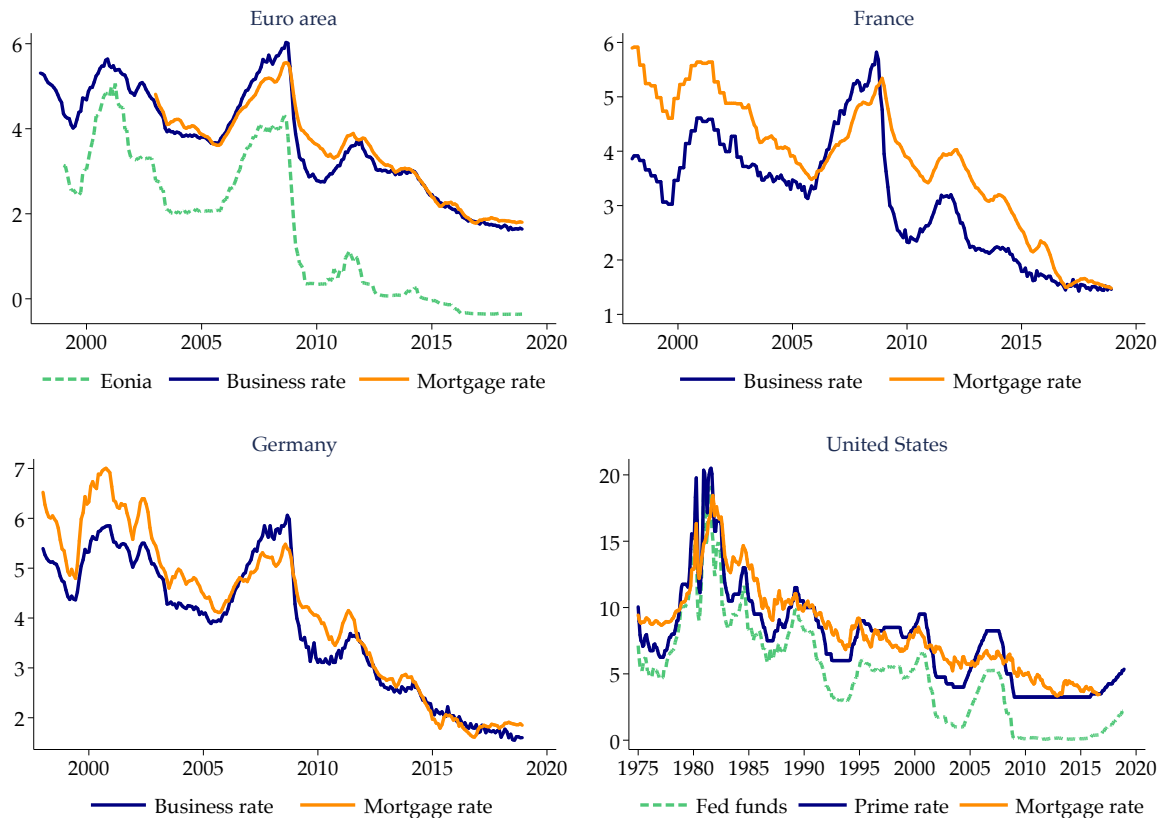 Euro area
6
4
2
0
2000 2005 2010 2015 2020
Eonia Business rate Mortgage rate
France
6
5
4
3
2
1
2000 2005 2010 2015 2020
Business rate Mortgage rate
Germany
7
6
5
4
3
2
2000 2005 2010 2015 2020
Business rate Mortgage rate
United States
20
15
10
5
0
1975 1980 1985 1990 1995 2000 2005 2010 2015 2020
Fed funds Prime rate Mortgage rate